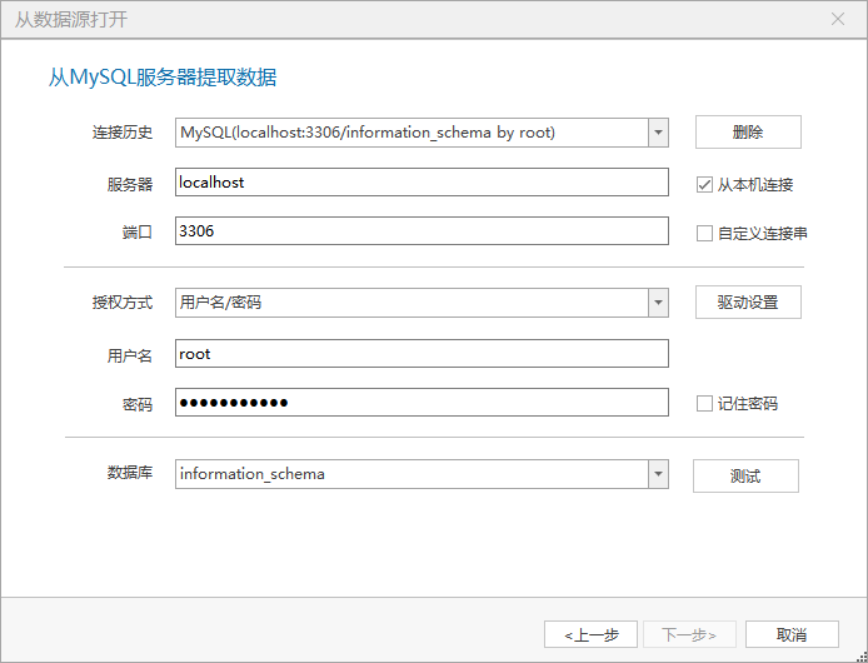 从数据源打开
从MySQL服务器提取数据
连接历史 MySQL(localhost:3306/information_schema by root) 删除
服务器 localhost 从本机连接
端口 3306 自定义连接串
授权方式 用户名/密码 驱动设置
用户名 root
密码 ●●●●●●●●●●● 记住密码
数据库 information_schema 测试
<上一步 下一步> 取消